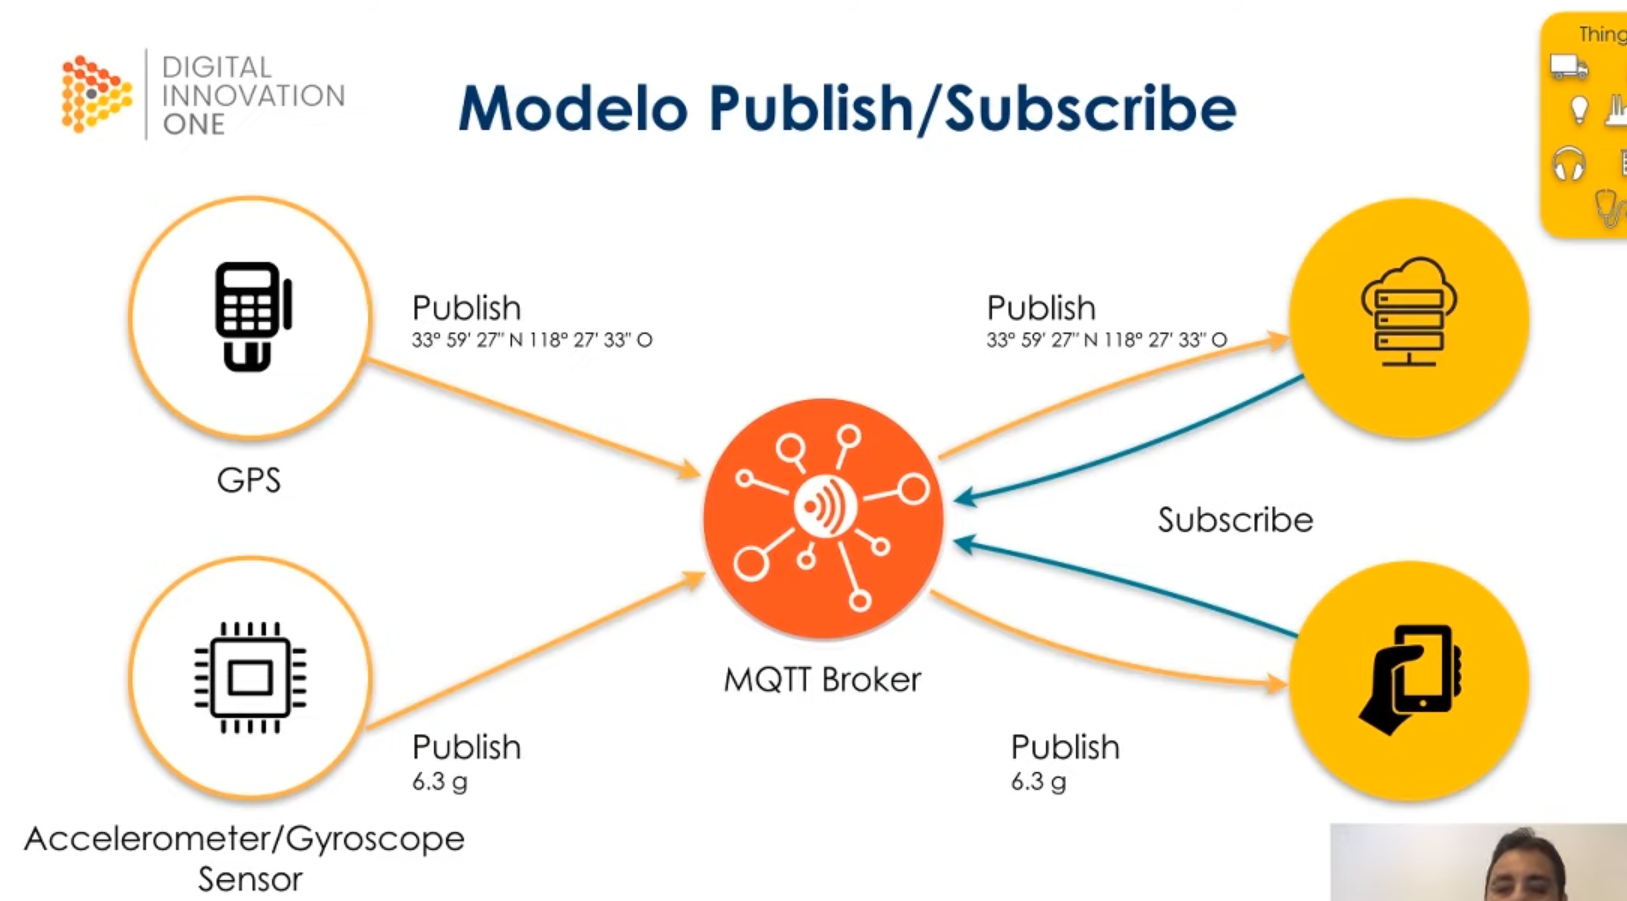 DIGITAL
INNOVATION
ONE
Modelo Publish/Subscribe
Publish
33° 59' 27" N 118° 27' 33" O
Publish
33° 59' 27" N 118° 27' 33" O
GPS
Subscribe
MQTT Broker
Publish
6.3 g
Publish
6.3 g
Accelerometer/Gyroscope
Sensor